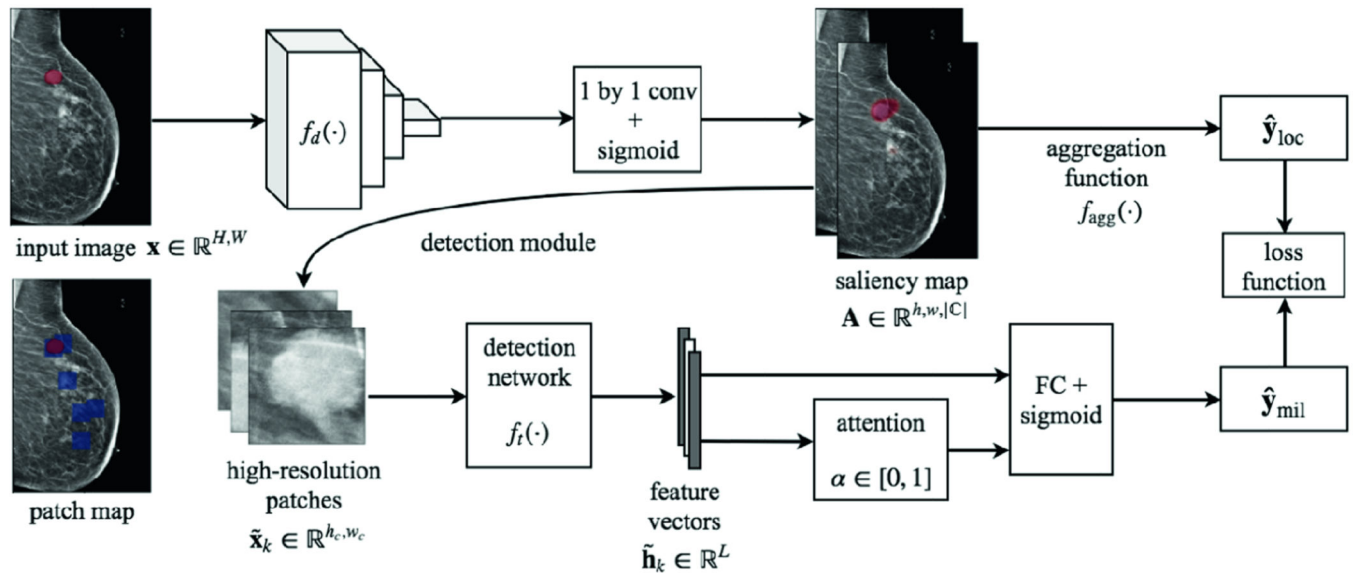 f_d(·)
1 by 1 conv
+
sigmoid
input image x ∈ ℝ^{H,W}
detection module
aggregation
function
f_agg(·)
ŷ_loc
loss
function
saliency map
A ∈ ℝ^{h,w,|ℂ|}
patch map
high-resolution
patches
x̃_k ∈ ℝ^{h_c,w_c}
detection
network
f_t(·)
feature
vectors
h̃_k ∈ ℝ^L
attention
α ∈ [0, 1]
FC +
sigmoid
ŷ_mil